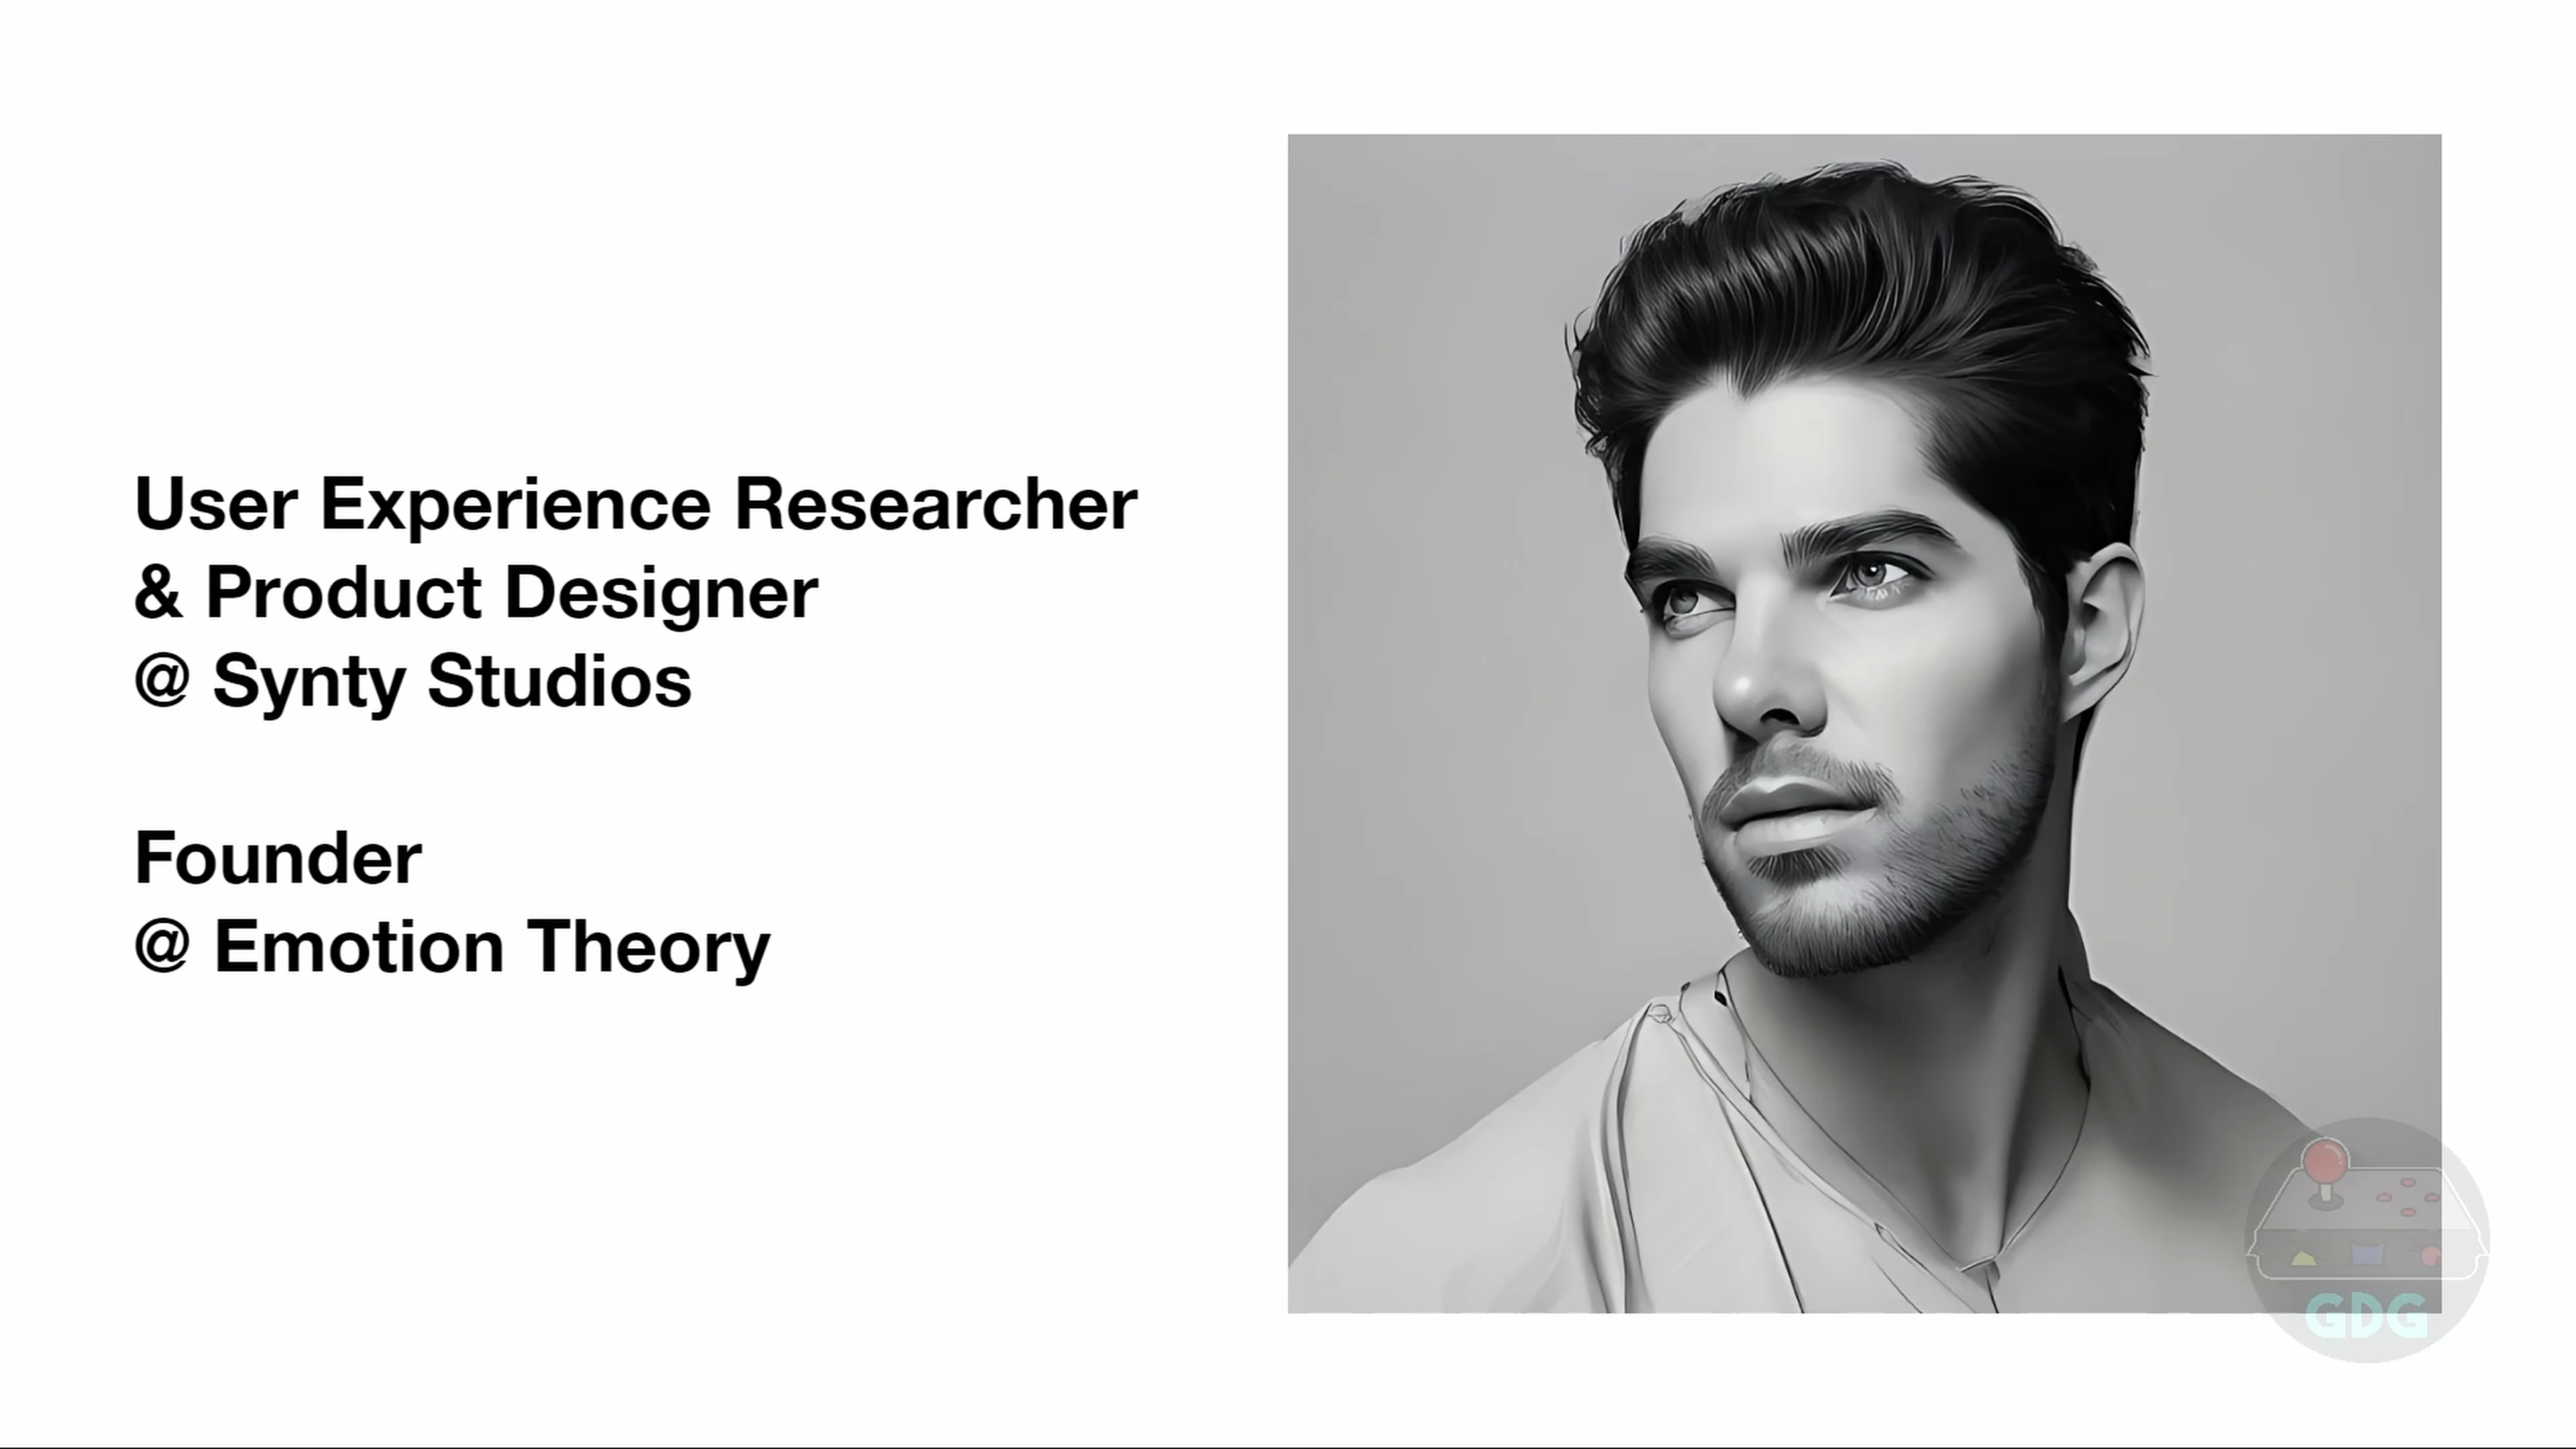 User Experience Researcher
& Product Designer
@ Synty Studios
Founder
@ Emotion Theory
GDG